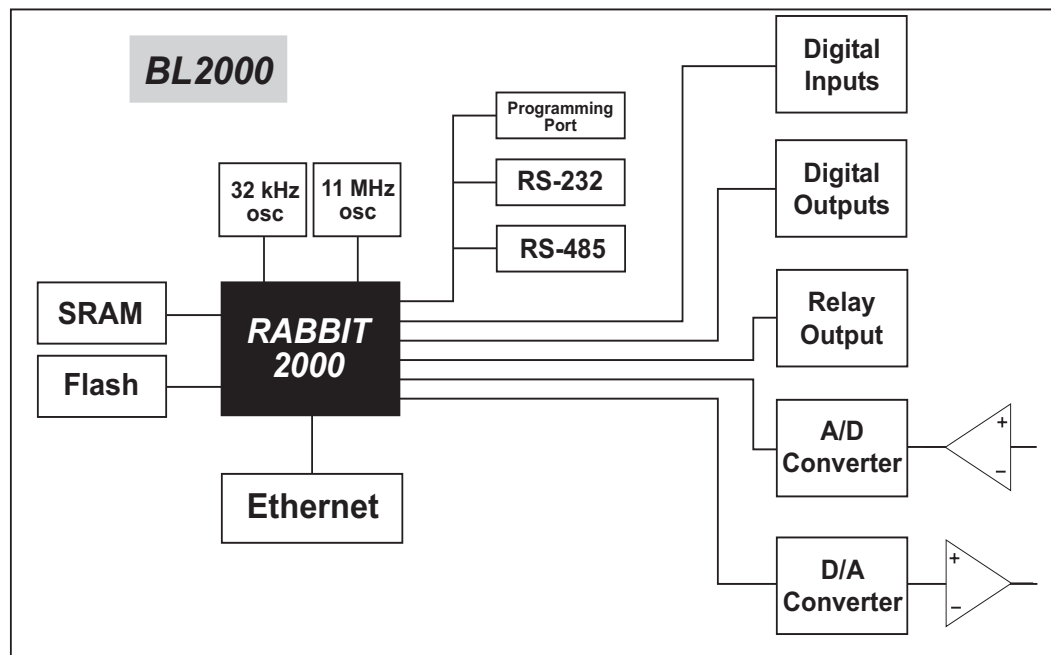 BL2000
Digital
Inputs
Programming
Port
RS-232
RS-485
Digital
Outputs
32 kHz
osc
11 MHz
osc
SRAM
Flash
RABBIT
2000
Ethernet
Relay
Output
A/D
Converter
+
–
D/A
Converter
+
–